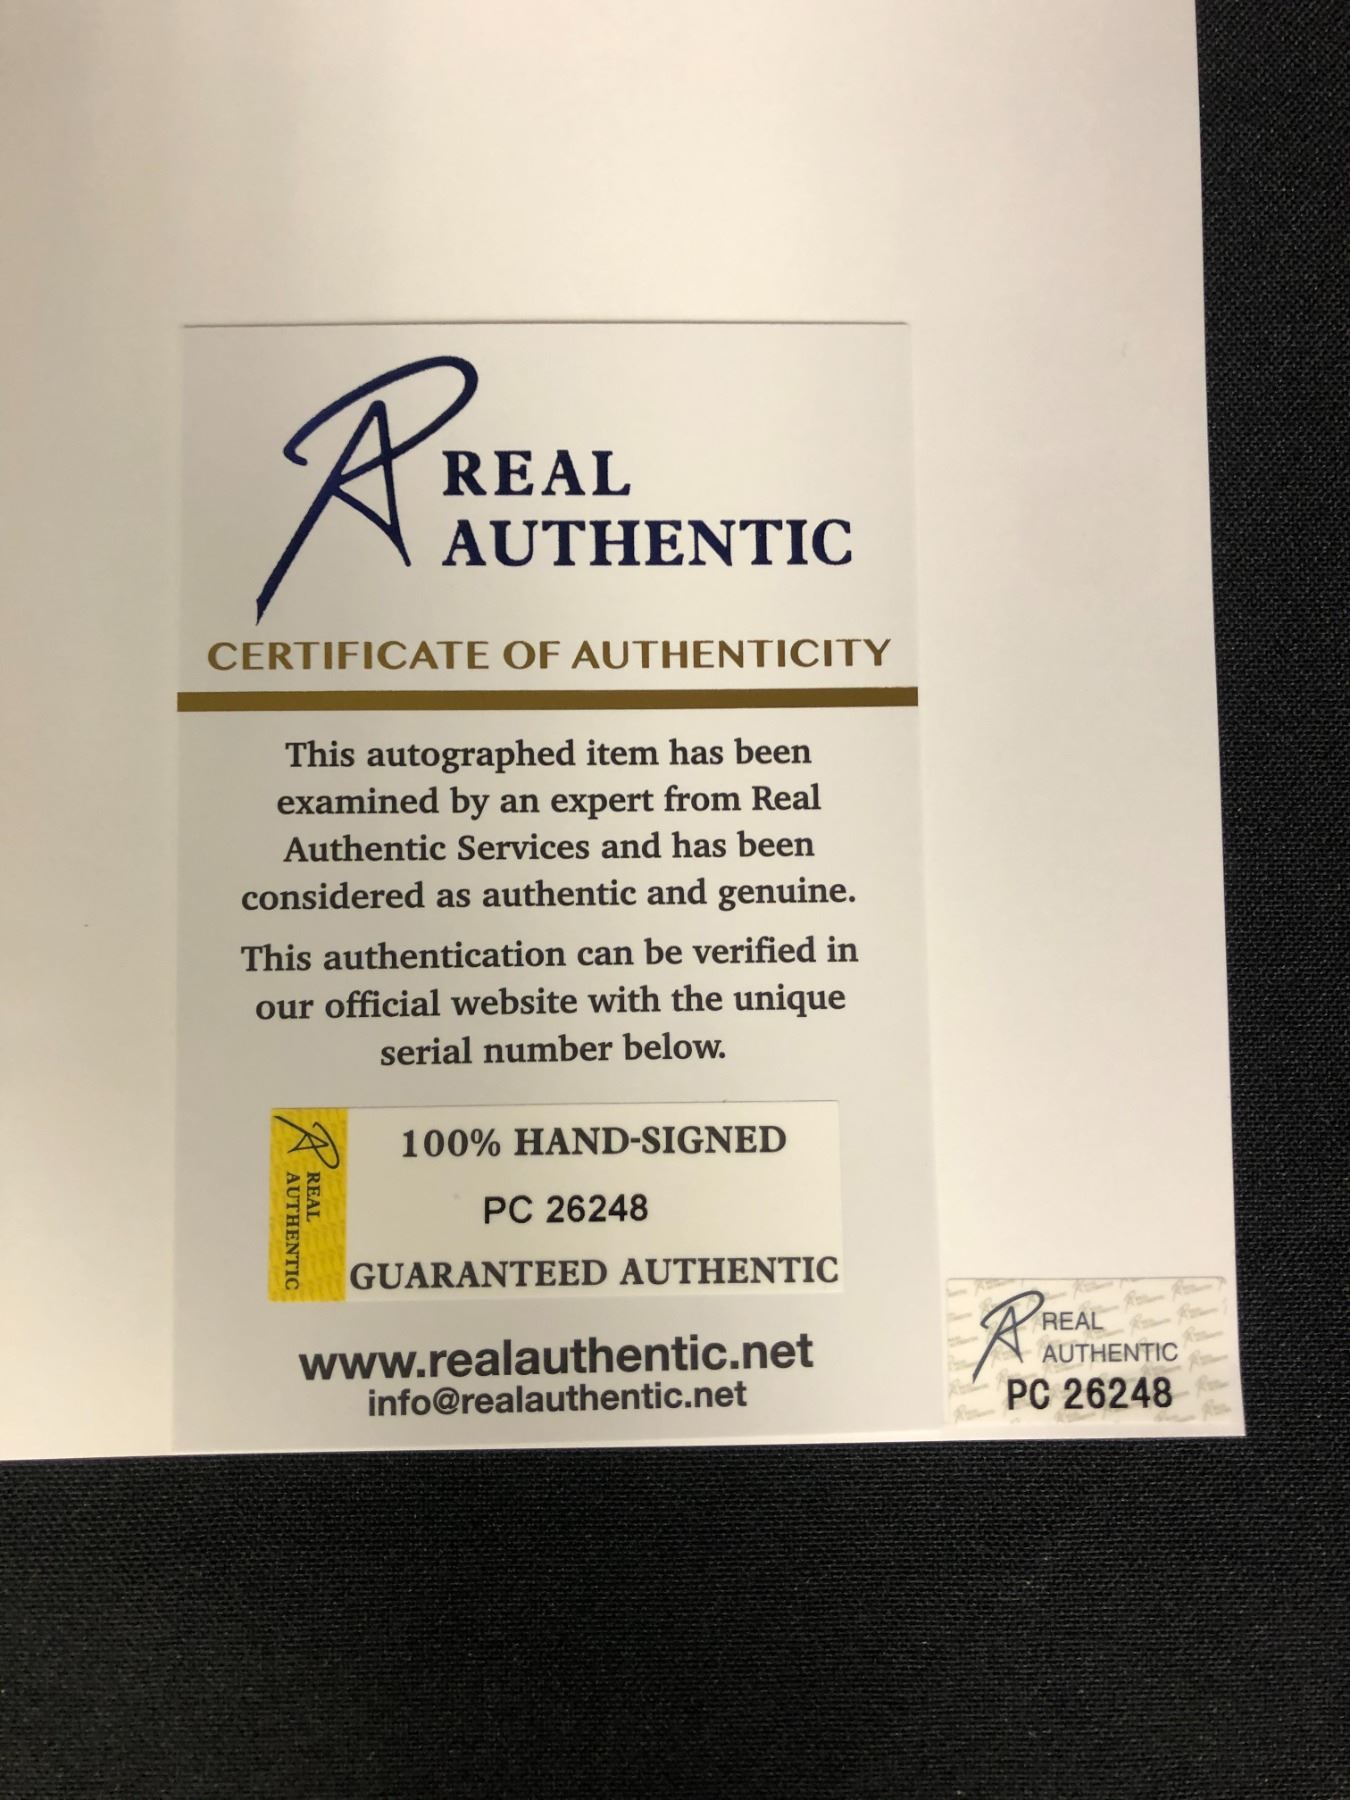 REAL
AUTHENTIC
CERTIFICATE OF AUTHENTICITY
This autographed item has been
examined by an expert from Real
Authentic Services and has been
considered as authentic and genuine.
This authentication can be verified in
our official website with the unique
serial number below.
REAL
AUTHENTIC
100% HAND-SIGNED
PC 26248
GUARANTEED AUTHENTIC
www.realauthentic.net
info@realauthentic.net
REAL
AUTHENTIC
PC 26248